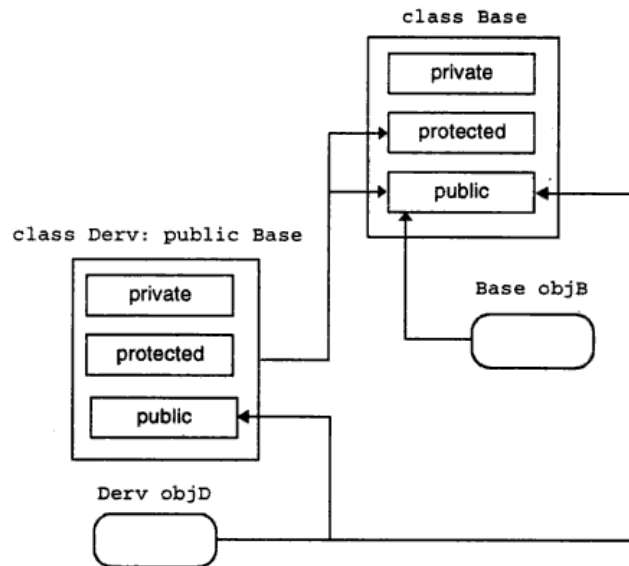 class Base
private
protected
public
class Derv: public Base
private
protected
public
Base objB
Derv objD